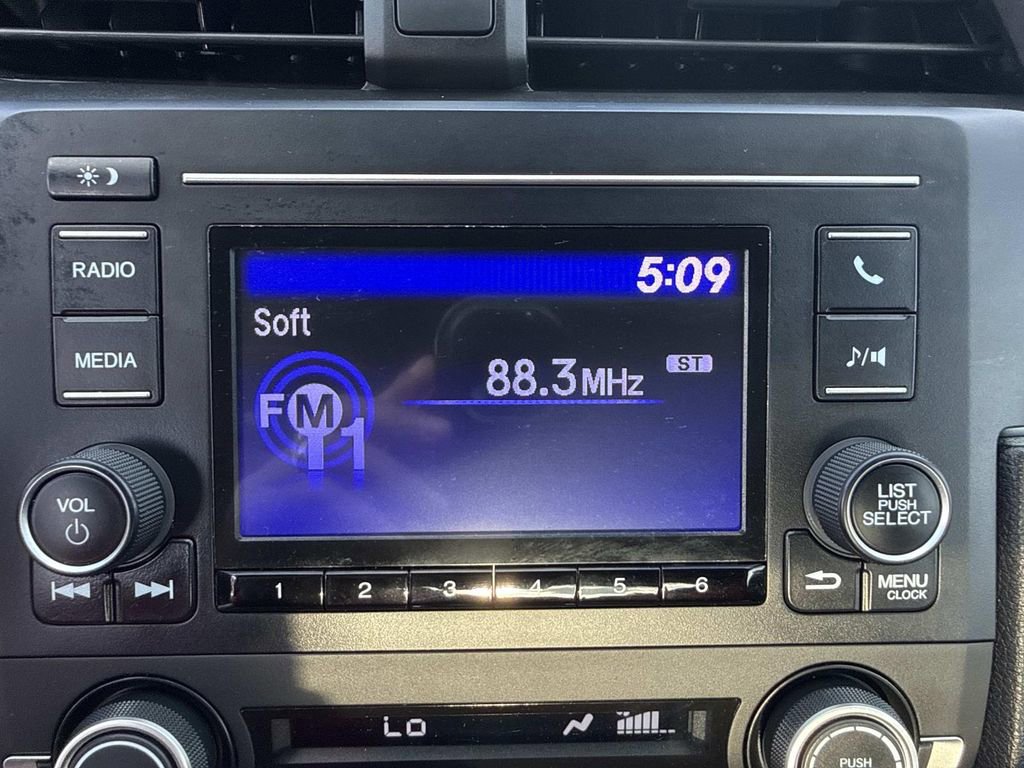 RADIO
MEDIA
5:09
Soft
88.3MHz
ST
FM1
VOL
LIST
PUSH
SELECT
1 2 3 4 5 6
MENU
CLOCK
LO
PUSH